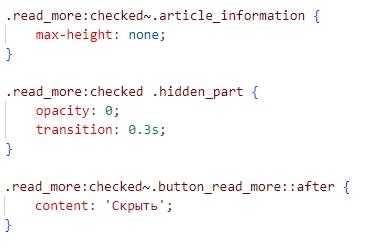 .read_more:checked~.article_information {
max-height: none;
}
.read_more:checked .hidden_part {
opacity: 0;
transition: 0.3s;
}
.read_more:checked~.button_read_more::after {
content: 'Скрыть';
}